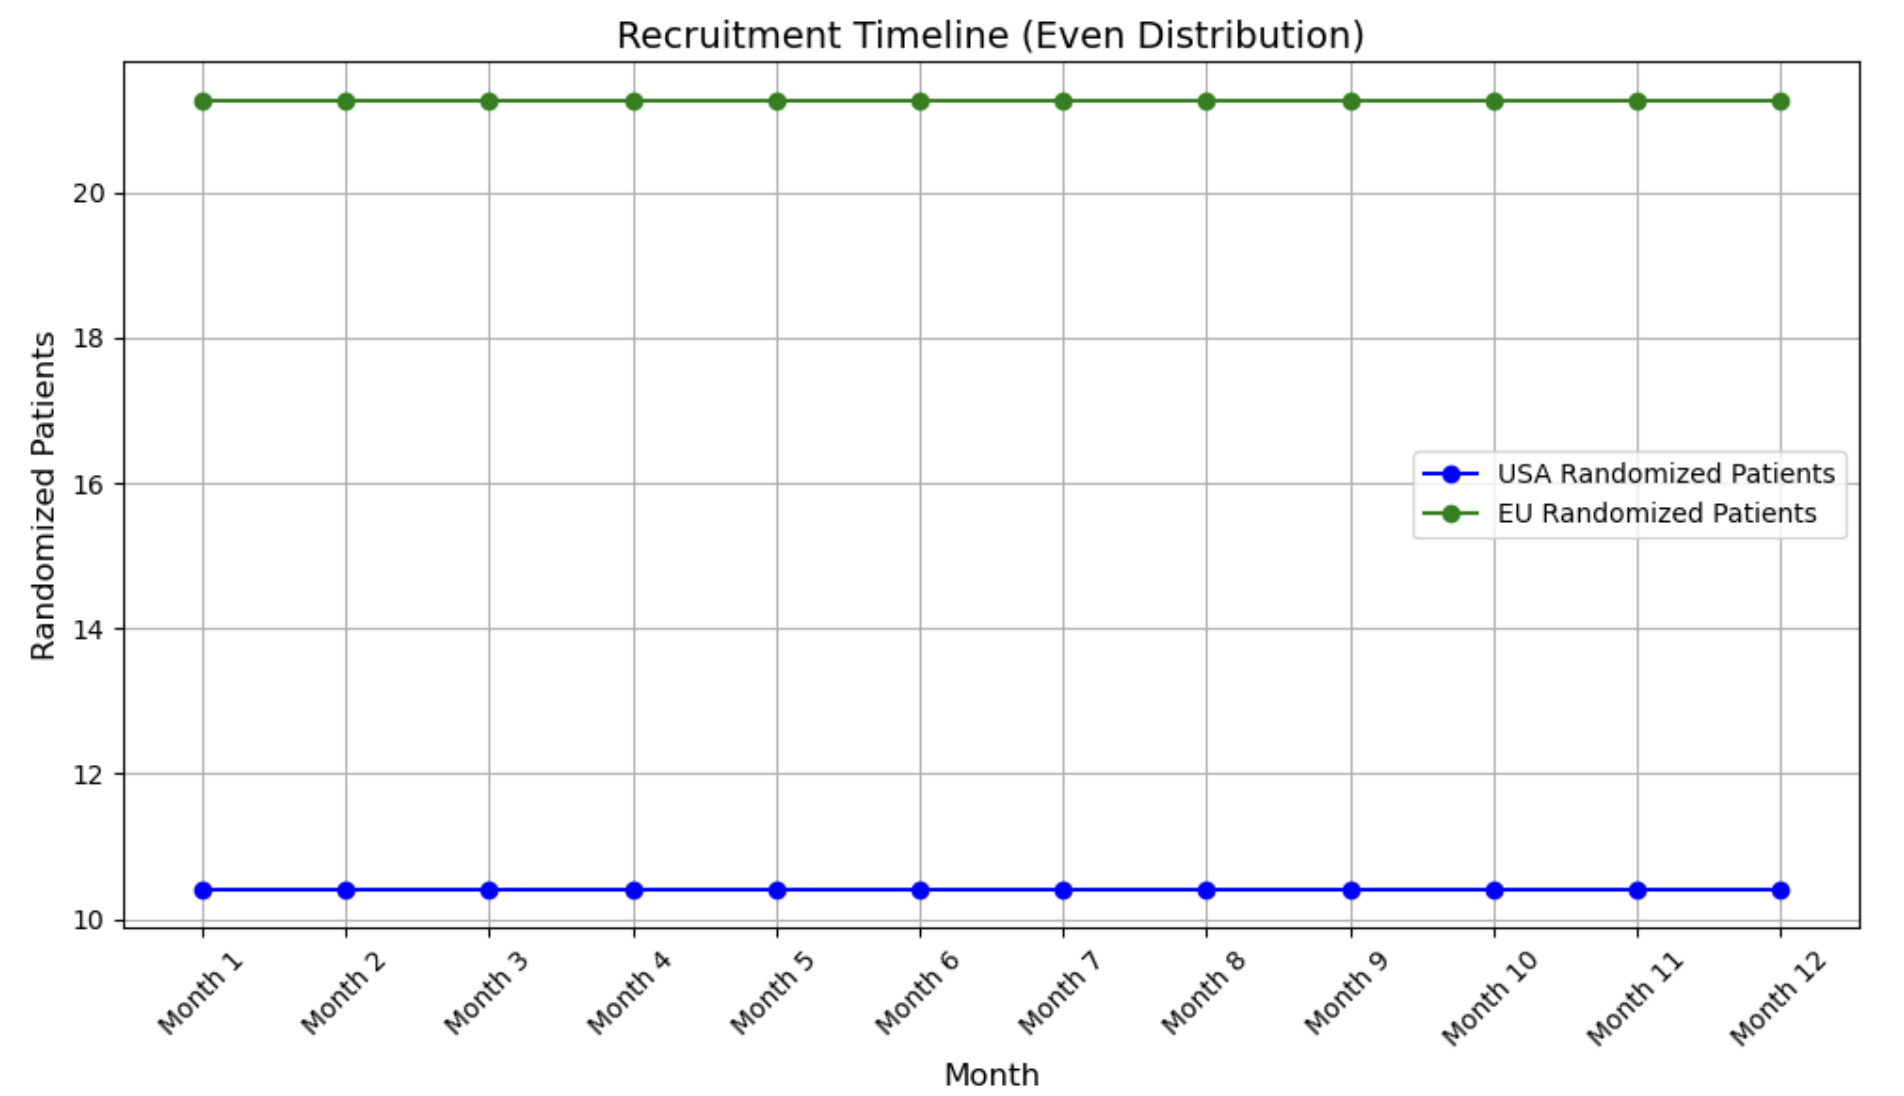 Recruitment Timeline (Even Distribution)
Randomized Patients
20
18
16
14
12
10
USA Randomized Patients
EU Randomized Patients
Month 1
Month 2
Month 3
Month 4
Month 5
Month 6
Month 7
Month 8
Month 9
Month 10
Month 11
Month 12
Month